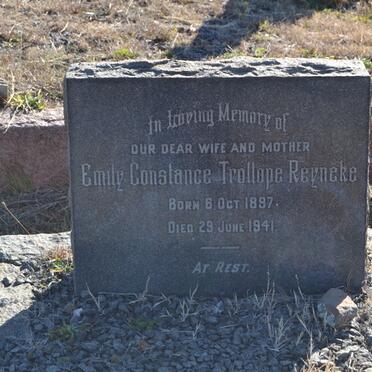 In Loving Memory of
OUR DEAR WIFE AND MOTHER
Emily Constance Trollope Reyneke
BORN 6 OCT 1897.
DIED 29 JUNE 1941.
AT REST.